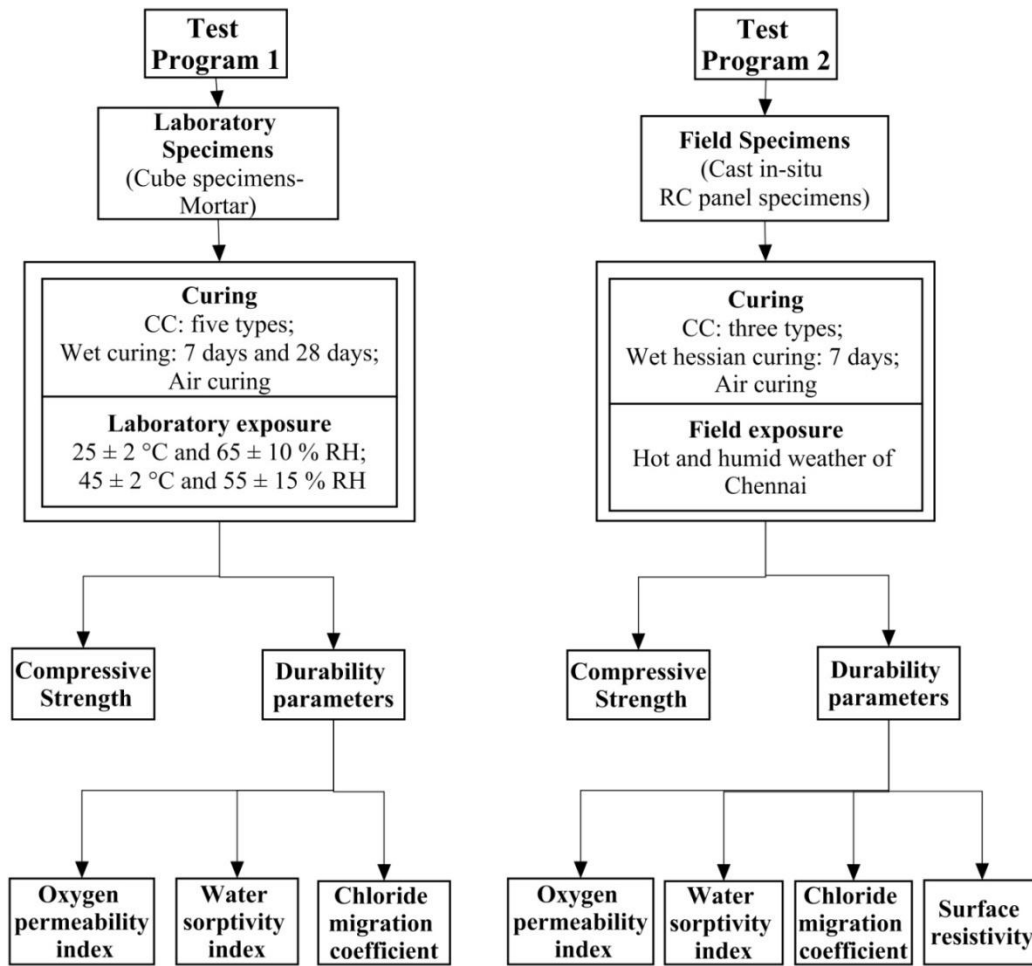 Test
Program 1
Laboratory
Specimens
(Cube specimens-
Mortar)
Curing
CC: five types;
Wet curing: 7 days and 28 days;
Air curing
Laboratory exposure
25 ± 2 °C and 65 ± 10 % RH;
45 ± 2 °C and 55 ± 15 % RH
Compressive
Strength
Durability
parameters
Oxygen
permeability
index
Water
sorptivity
index
Chloride
migration
coefficient
Test
Program 2
Field Specimens
(Cast in-situ
RC panel specimens)
Curing
CC: three types;
Wet hessian curing: 7 days;
Air curing
Field exposure
Hot and humid weather of
Chennai
Compressive
Strength
Durability
parameters
Oxygen
permeability
index
Water
sorptivity
index
Chloride
migration
coefficient
Surface
resistivity